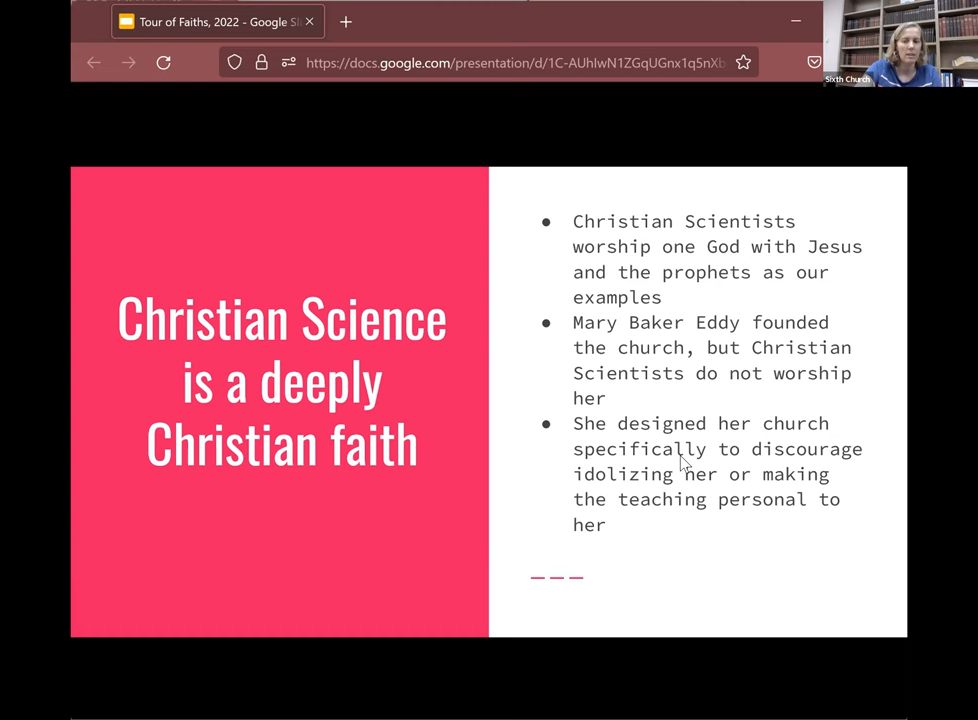 Tour of Faiths, 2022 - Google Sli
https://docs.google.com/presentation/d/1C-AUhIwN1ZGqUGnx1q5nXb
Sixth Church
Christian Science
is a deeply
Christian faith
● Christian Scientists
worship one God with Jesus
and the prophets as our
examples
● Mary Baker Eddy founded
the church, but Christian
Scientists do not worship
her
● She designed her church
specifically to discourage
idolizing her or making
the teaching personal to
her